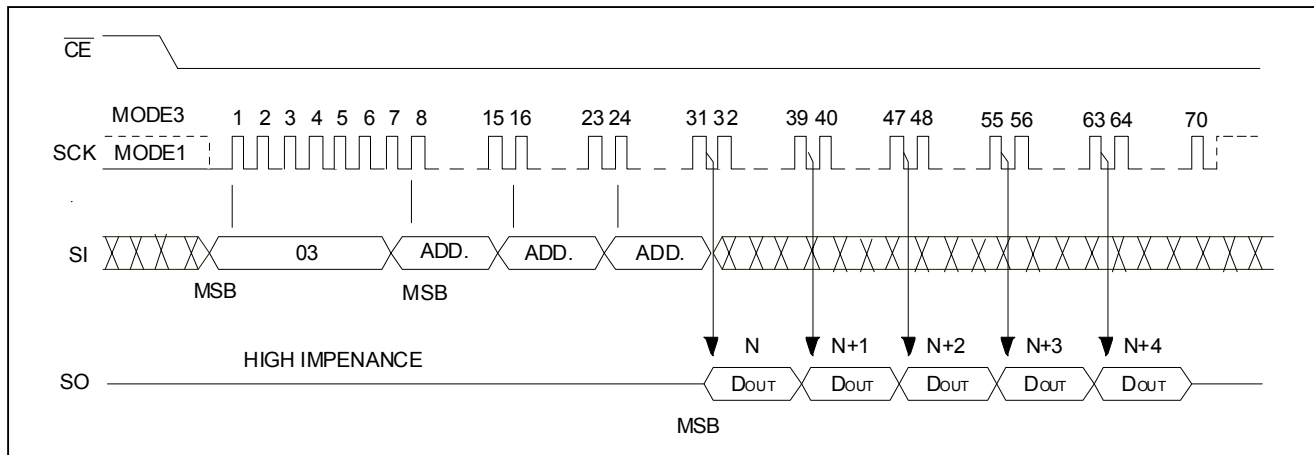 CE
MODE3
1 2 3 4 5 6 7 8 15 16 23 24 31 32 39 40 47 48 55 56 63 64 70
SCK MODE1
SI 03 ADD. ADD. ADD.
MSB MSB
HIGH IMPENANCE N N+1 N+2 N+3 N+4
SO DOUT DOUT DOUT DOUT DOUT
MSB